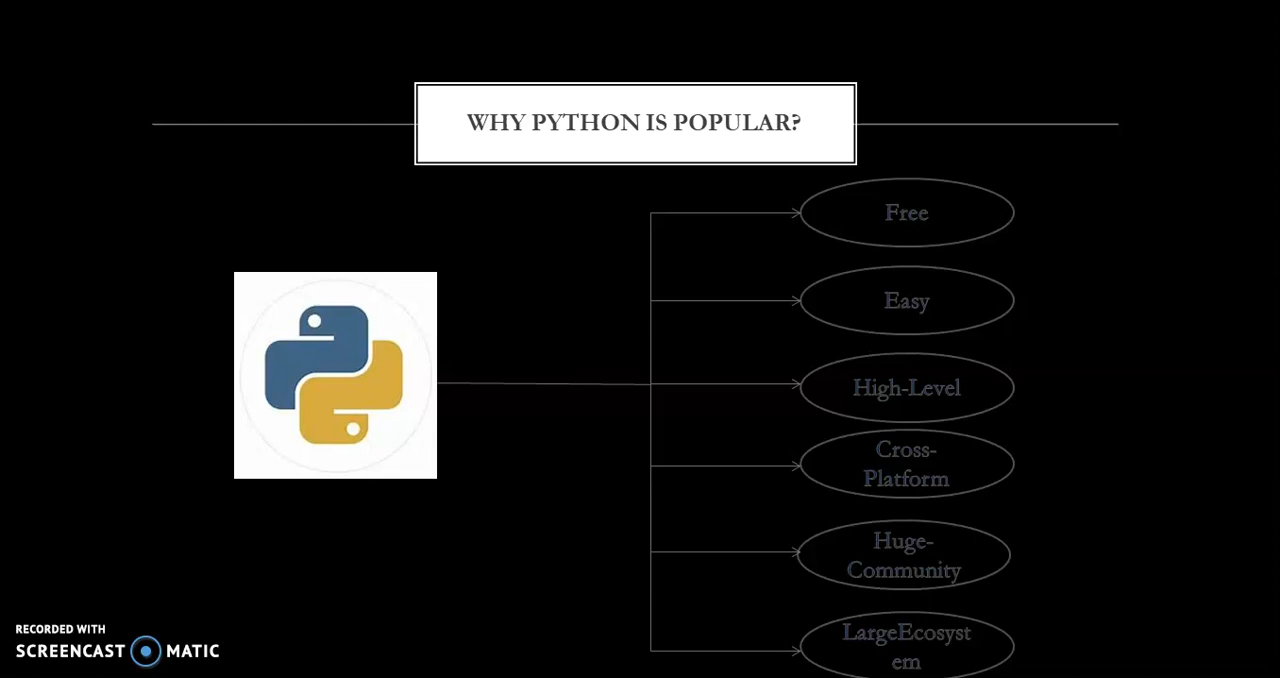 WHY PYTHON IS POPULAR?
Free
Easy
High-Level
Cross-
Platform
Huge-
Community
LargeEcosyst
em
RECORDED WITH
SCREENCAST MATIC